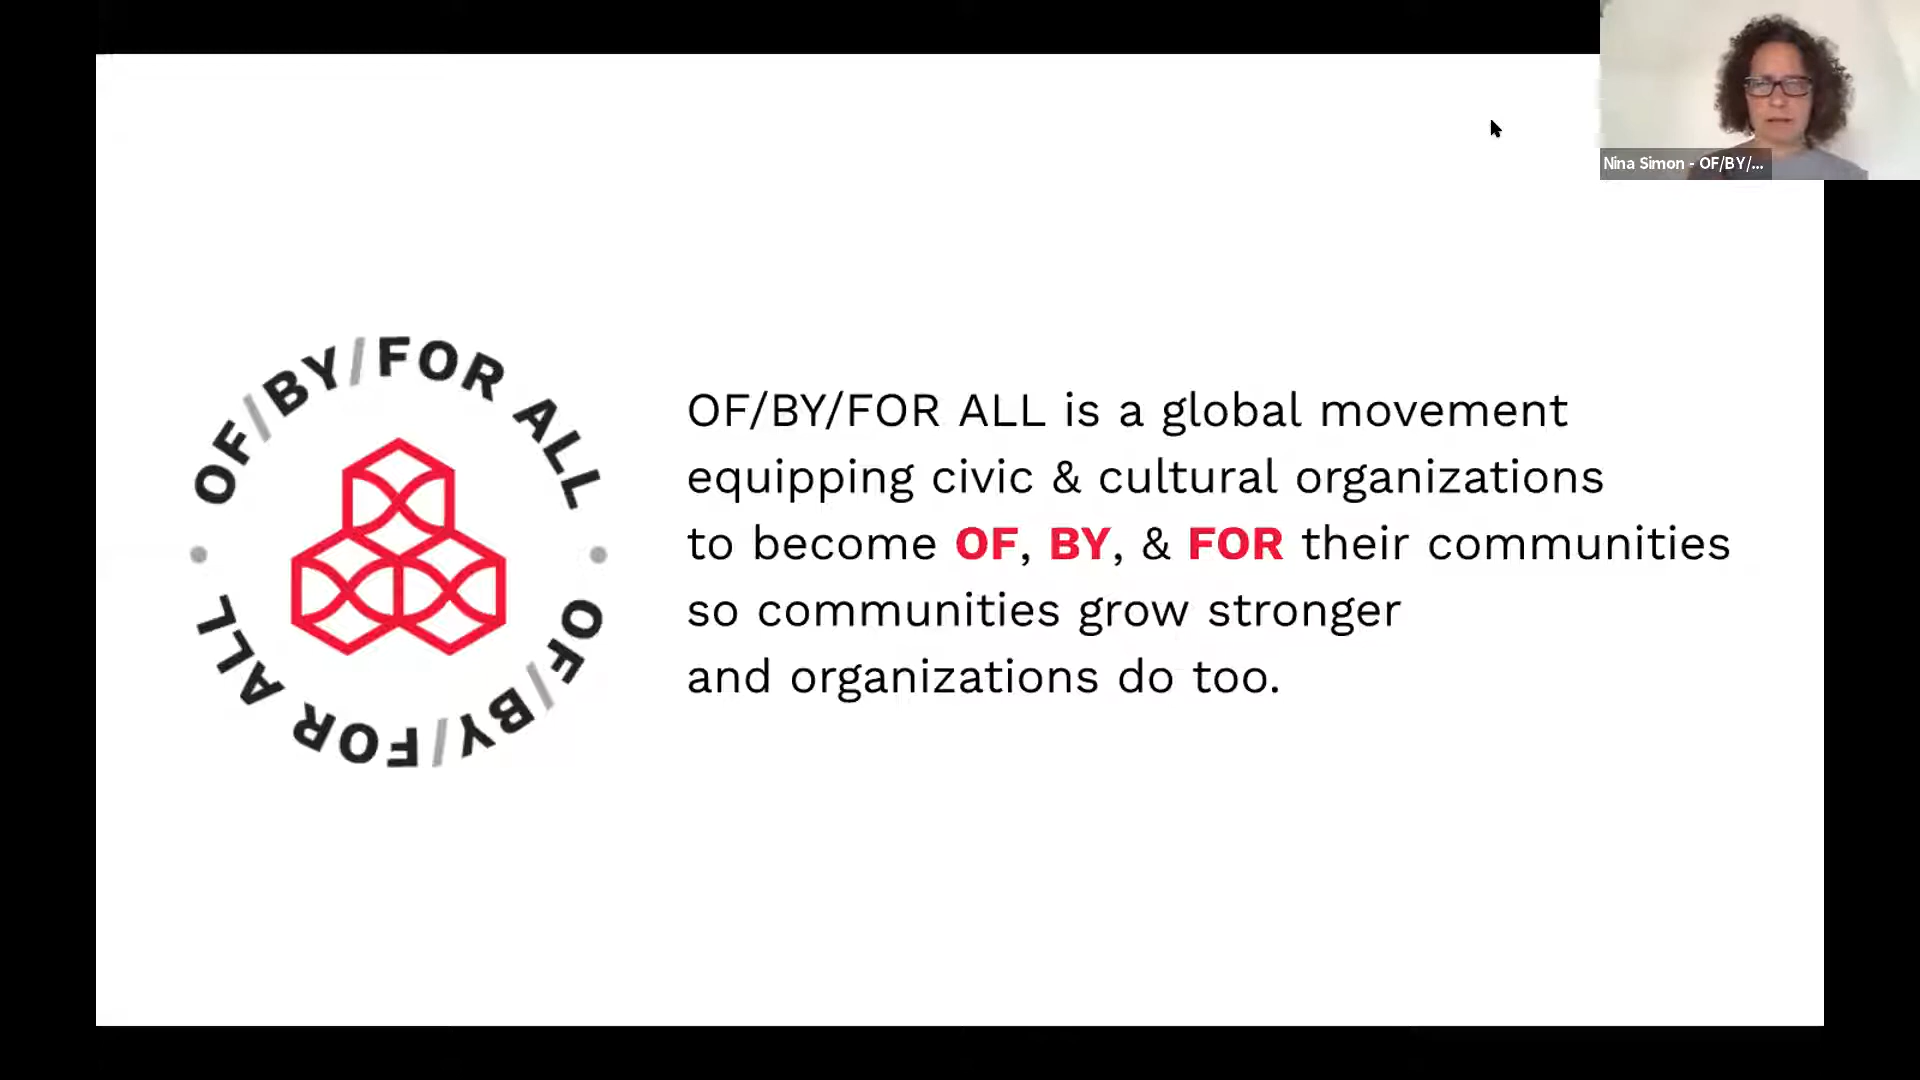 Nina Simon - OF/BY/...
OF/BY/FOR ALL
OF/BY/FOR ALL
OF/BY/FOR ALL is a global movement
equipping civic & cultural organizations
to become OF, BY, & FOR their communities
so communities grow stronger
and organizations do too.